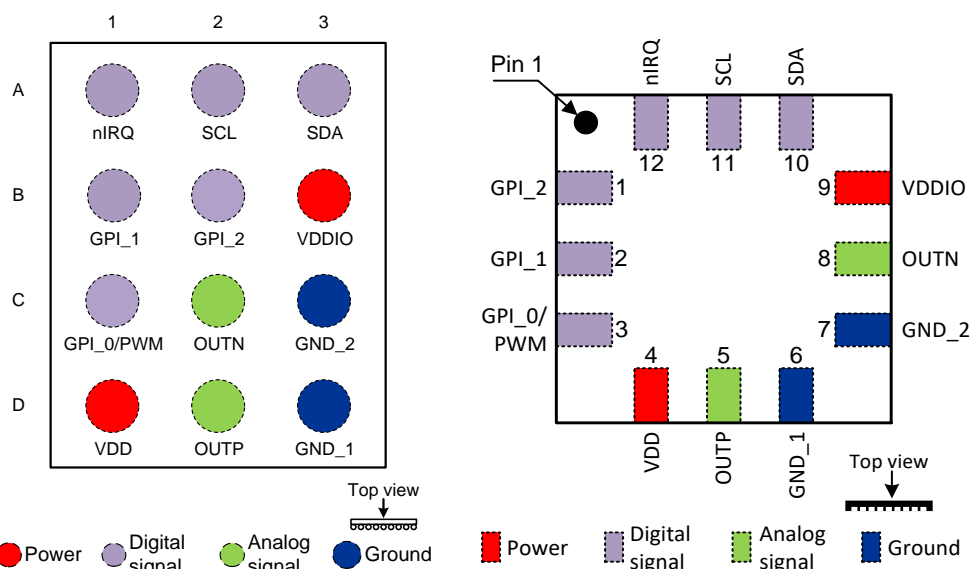 1 2 3
A
nIRQ SCL SDA
B
GPI_1 GPI_2 VDDIO
C
GPI_0/PWM OUTN GND_2
D
VDD OUTP GND_1
Top view
Power
Digital
signal
Analog
signal
Ground
Pin 1
nIRQ SCL SDA
12 11 10
GPI_2 1
9 VDDIO
GPI_1 2
8 OUTN
GPI_0/
PWM 3
7 GND_2
4 5 6
VDD OUTP GND_1
Top view
Power
Digital
signal
Analog
signal
Ground